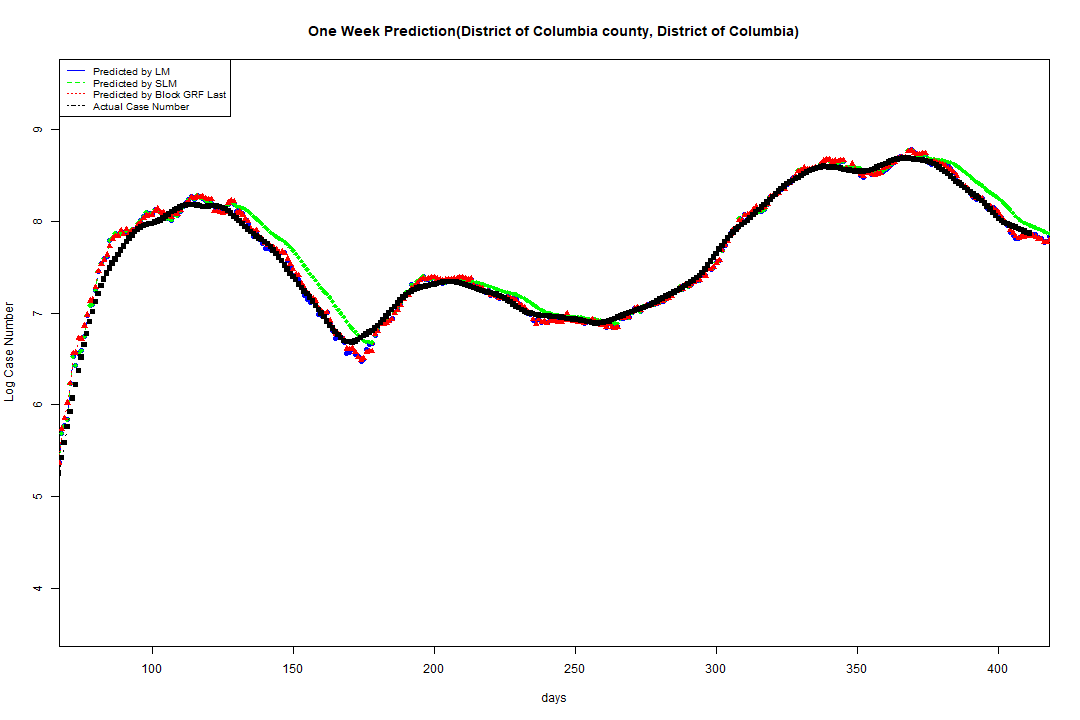 One Week Prediction(District of Columbia county, District of Columbia)
Predicted by LM
Predicted by SLM
Predicted by Block GRF Last
Actual Case Number
9
8
7
6
5
4
Log Case Number
100 150 200 250 300 350 400
days